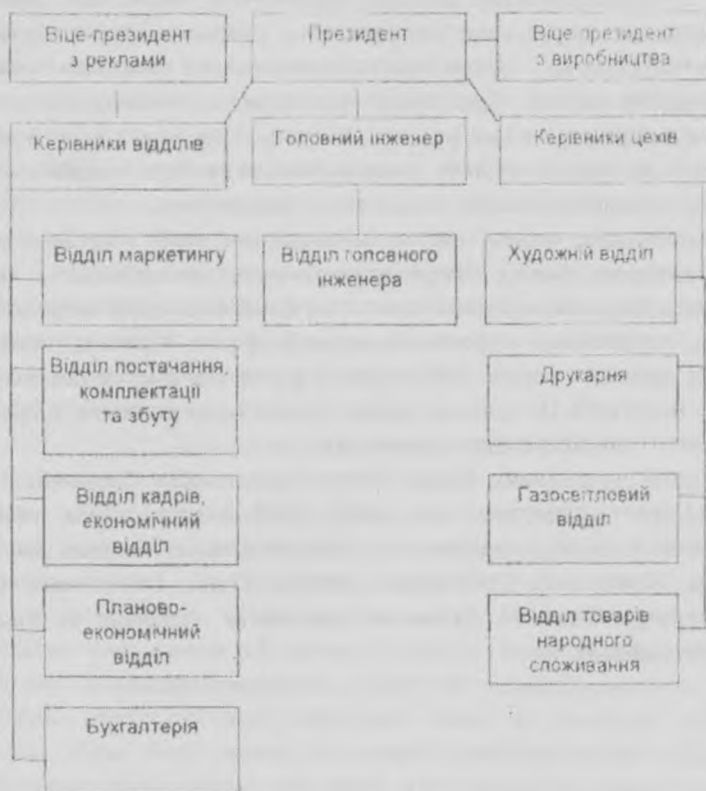 Віце-президент
з реклами
Президент
Віце президент
з виробництва
Керівники відділів
Головний інженер
Керівники цехів
Відділ маркетингу
Відділ головного
інженера
Художній відділ
Відділ постачання,
комплектації
та збуту
Друкарня
Відділ кадрів,
економічний
відділ
Газосвітловий
відділ
Планово-
економічний
відділ
Відділ товарів
народного
споживання
Бухгалтерія